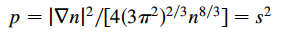 p = |∇n|²/[4(3π²)^{2/3}n^{8/3}] = s²